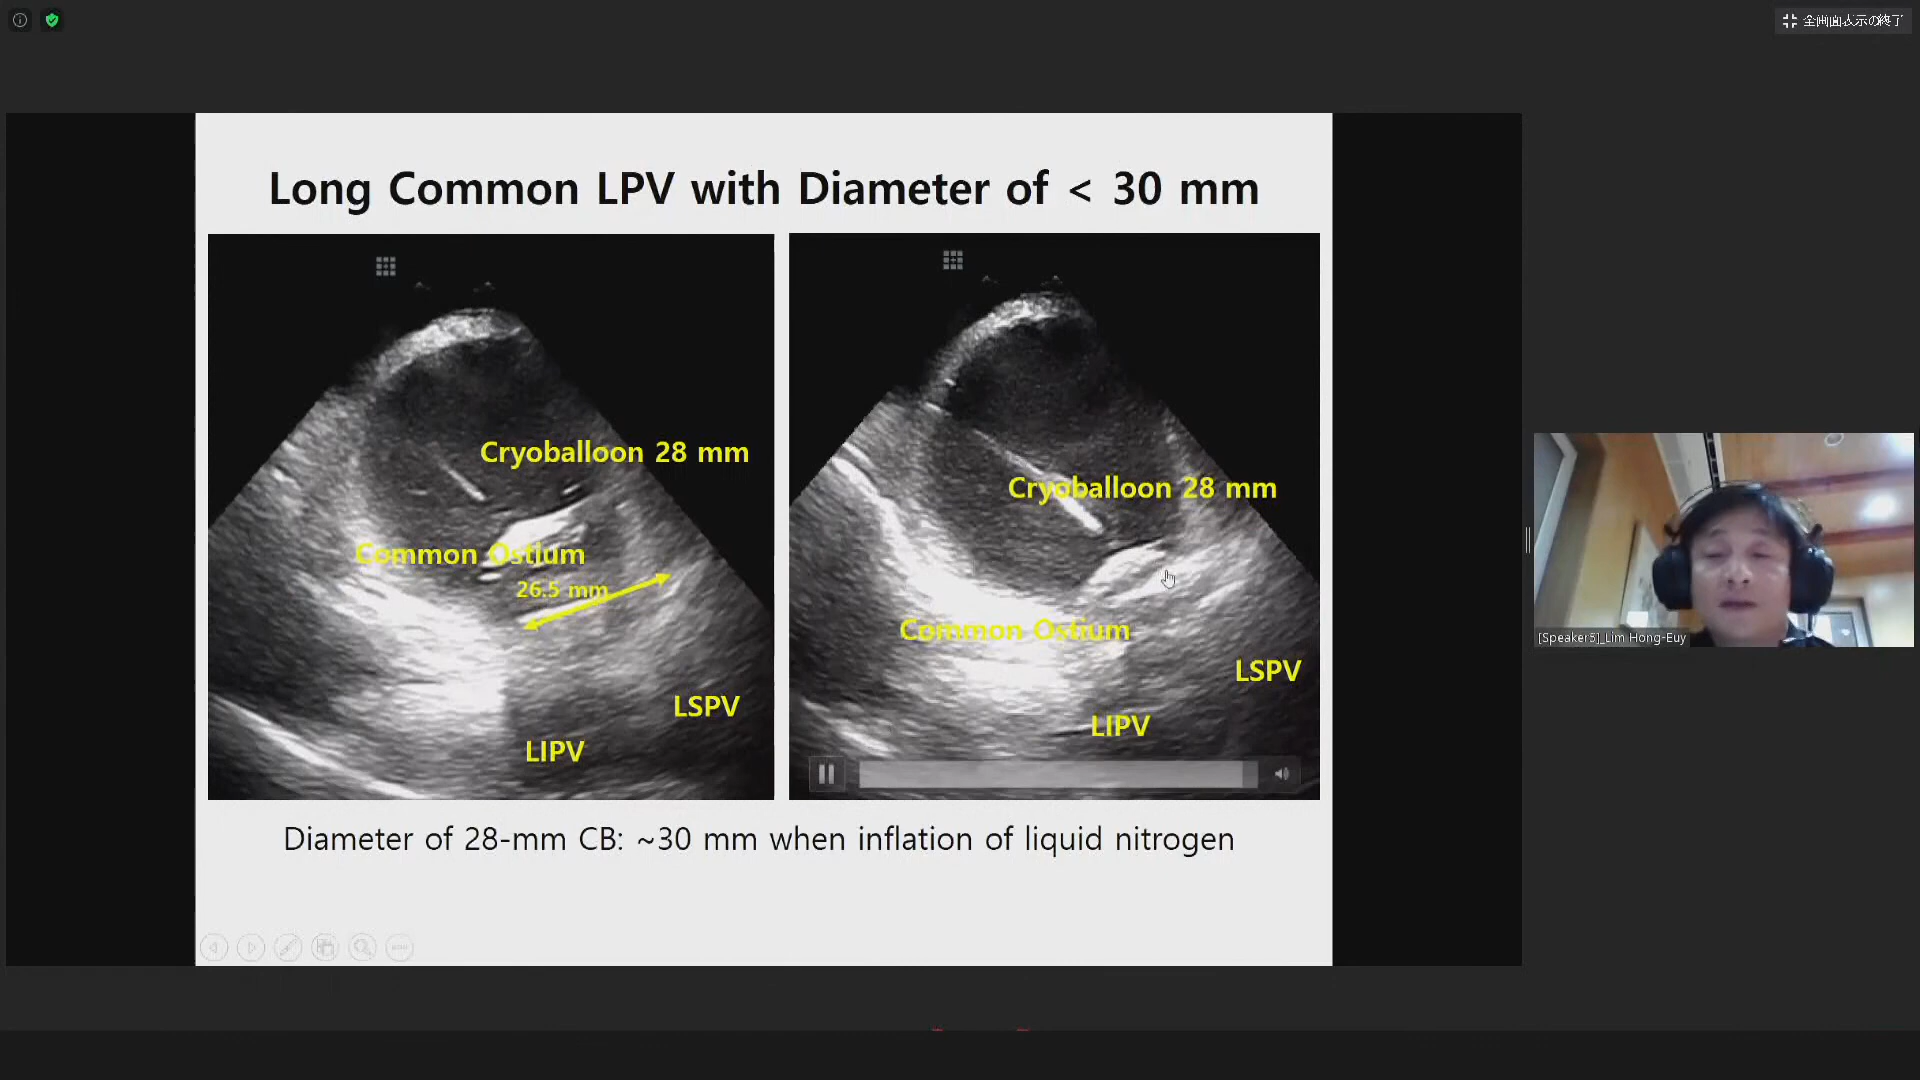 全画面表示の終了
Long Common LPV with Diameter of < 30 mm
Cryoballoon 28 mm
Common Ostium
26.5 mm
LSPV
LIPV
Cryoballoon 28 mm
Common Ostium
LSPV
LIPV
Diameter of 28-mm CB: ~30 mm when inflation of liquid nitrogen
[Speaker5]_Lim Hong-Euy